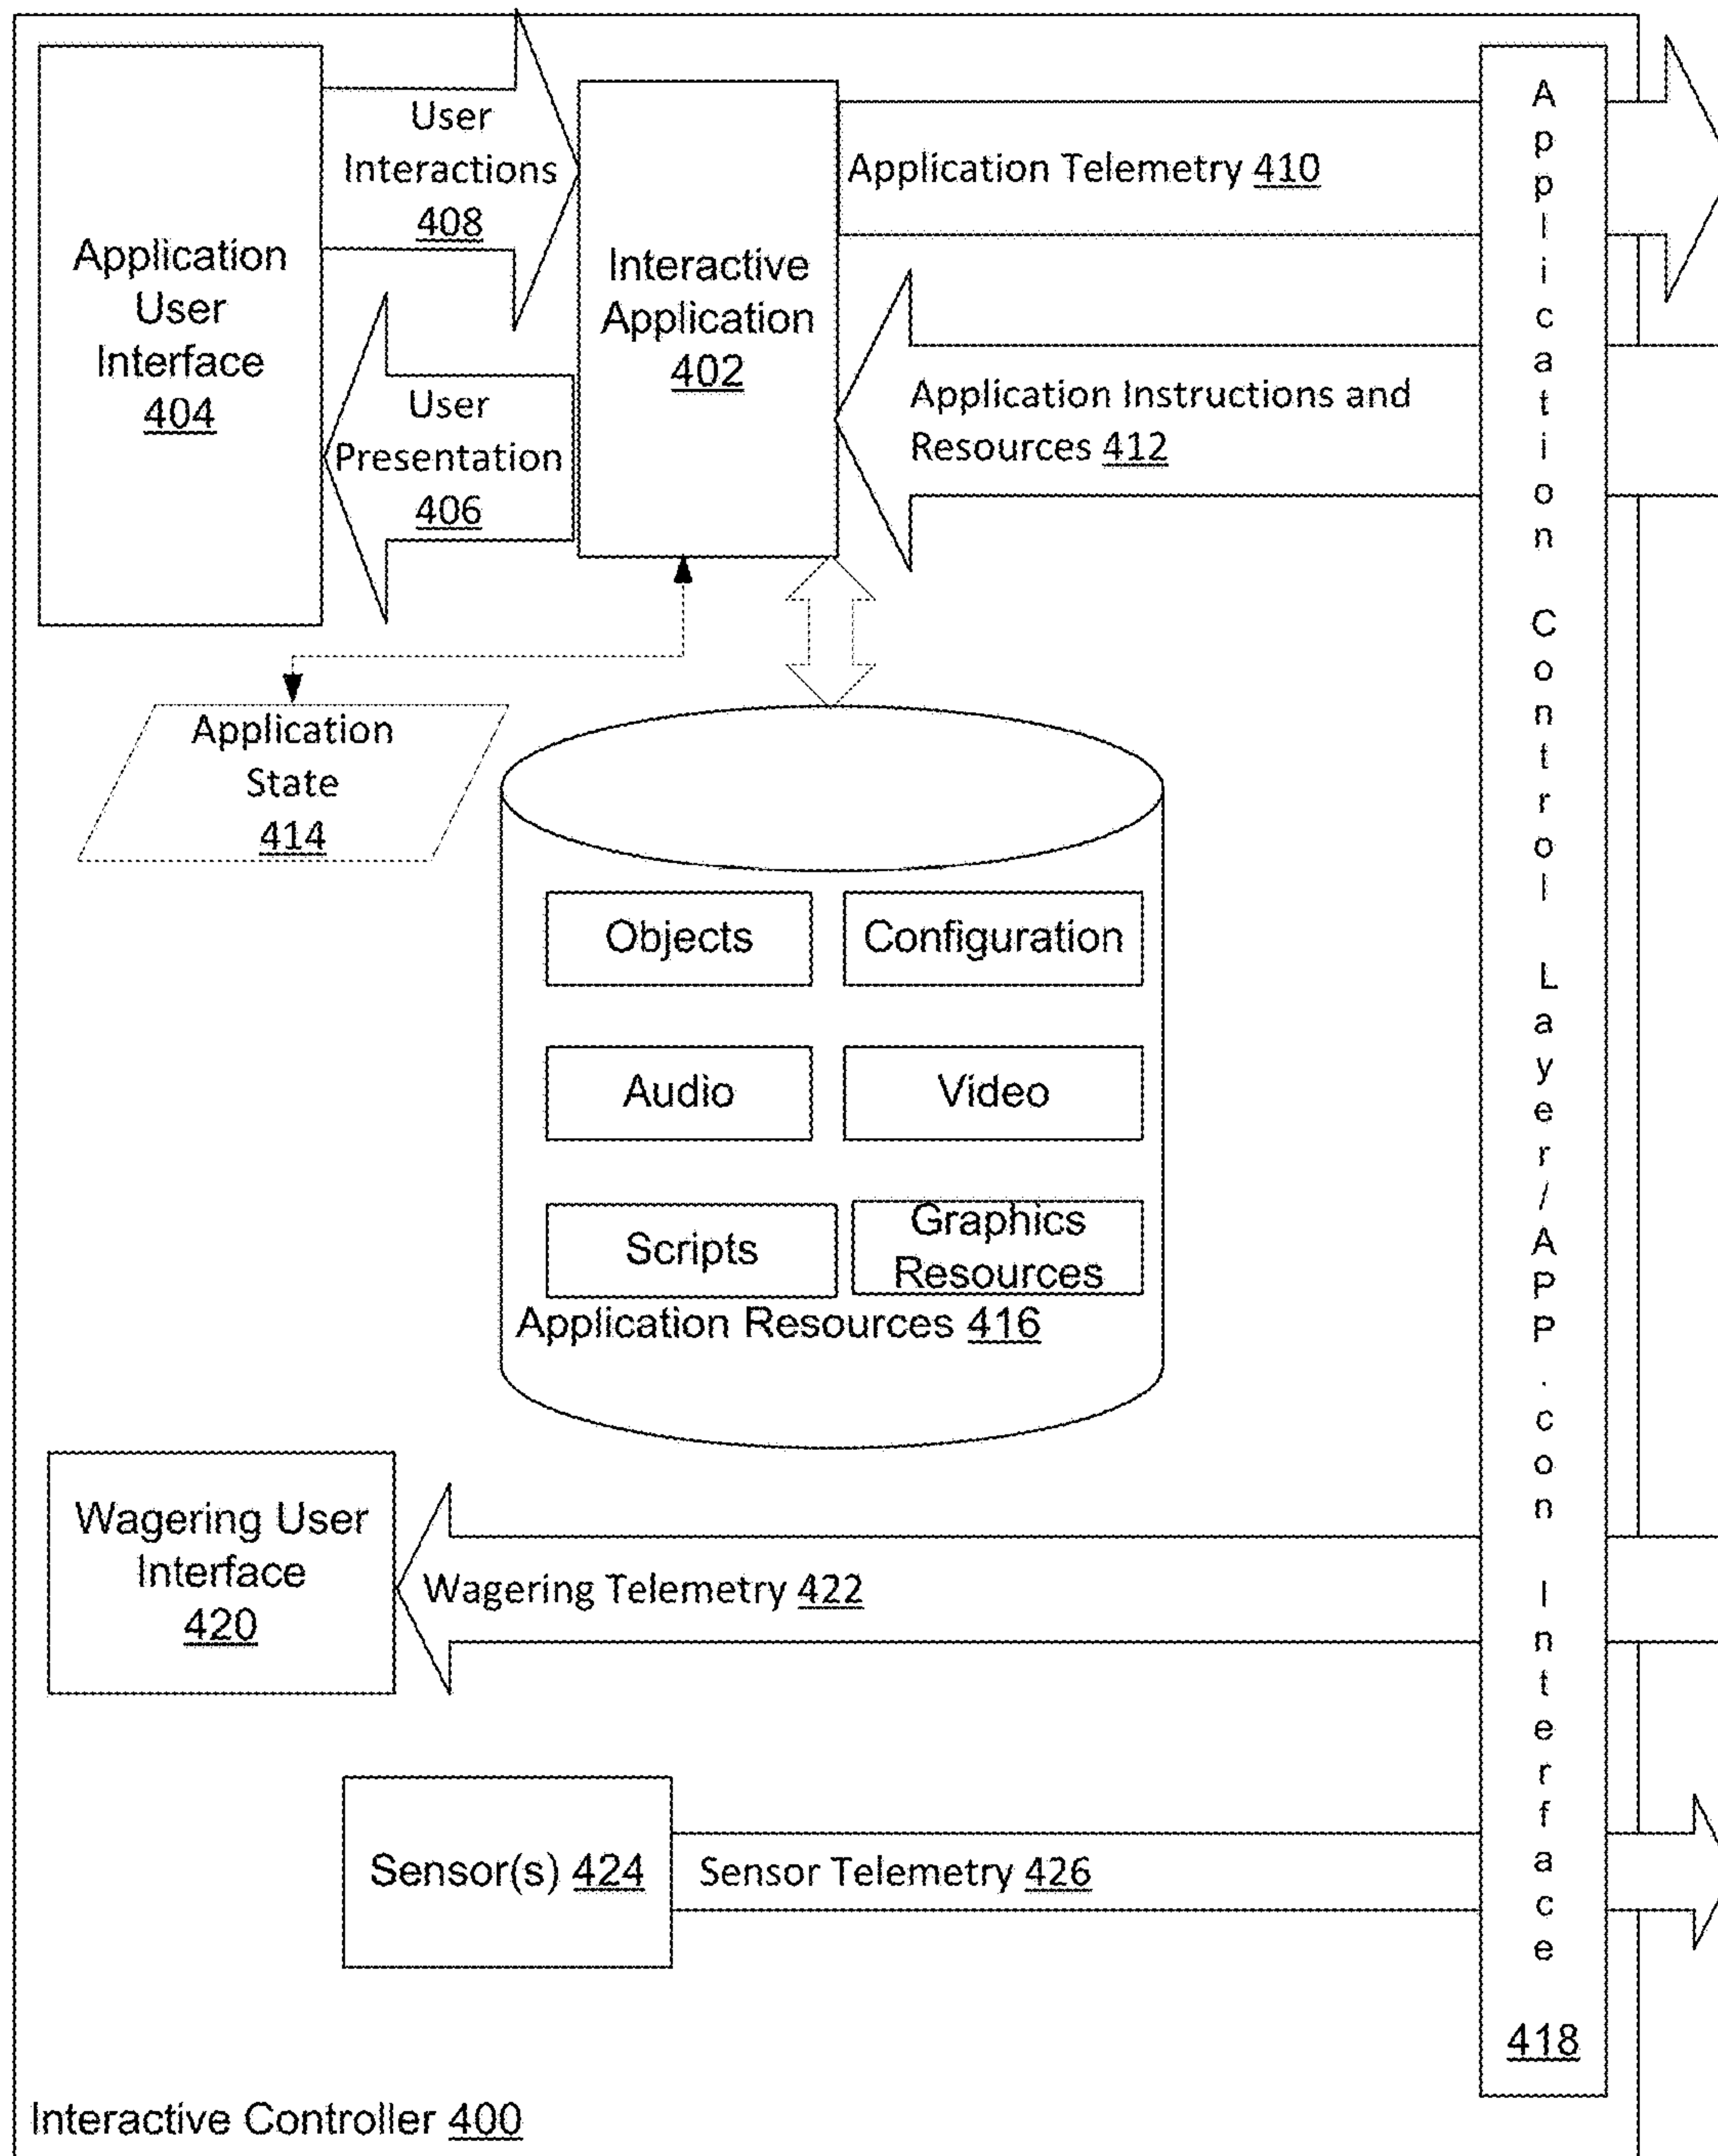 Application
User
Interface
404
User
Interactions
408
User
Presentation
406
Interactive
Application
402
Application Telemetry 410
Application Instructions and
Resources 412
Application
State
414
Objects
Configuration
Audio
Video
Scripts
Graphics
Resources
Application Resources 416
Wagering User
Interface
420
Wagering Telemetry 422
Sensor(s) 424
Sensor Telemetry 426
Application Control Layer/APP.con Interface
418
Interactive Controller 400